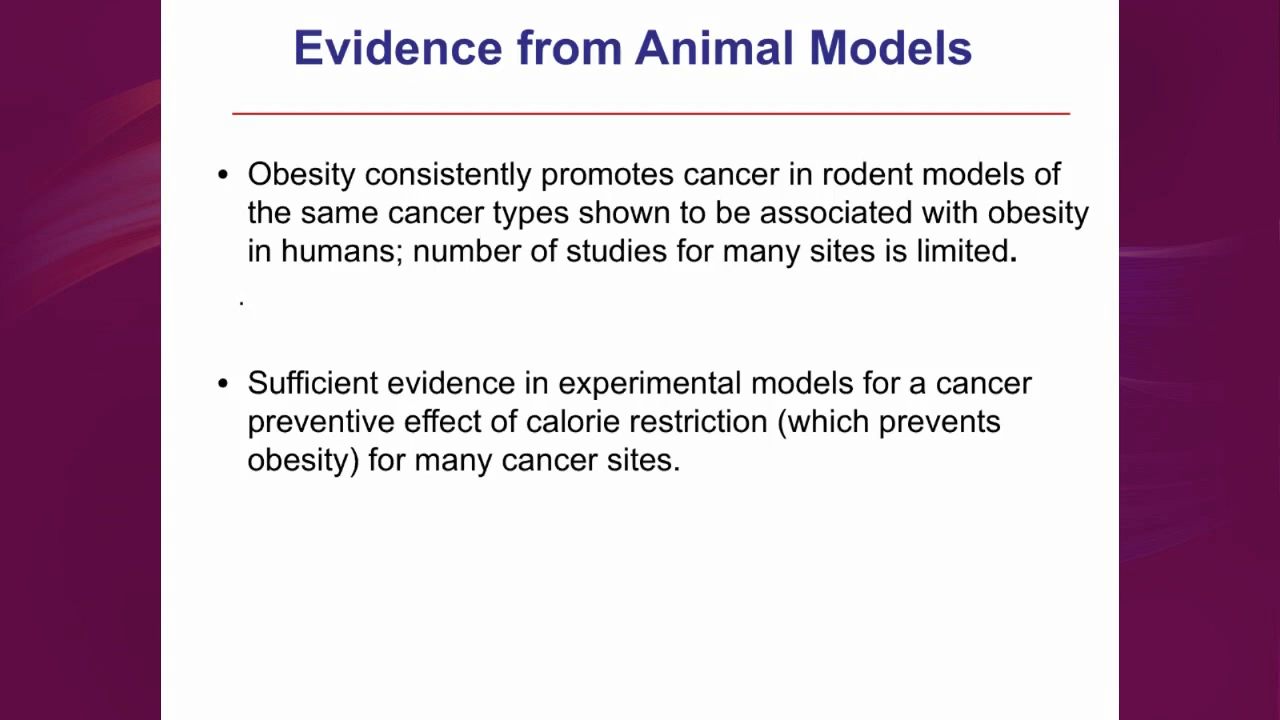 Evidence from Animal Models
• Obesity consistently promotes cancer in rodent models of
the same cancer types shown to be associated with obesity
in humans; number of studies for many sites is limited.
.
• Sufficient evidence in experimental models for a cancer
preventive effect of calorie restriction (which prevents
obesity) for many cancer sites.